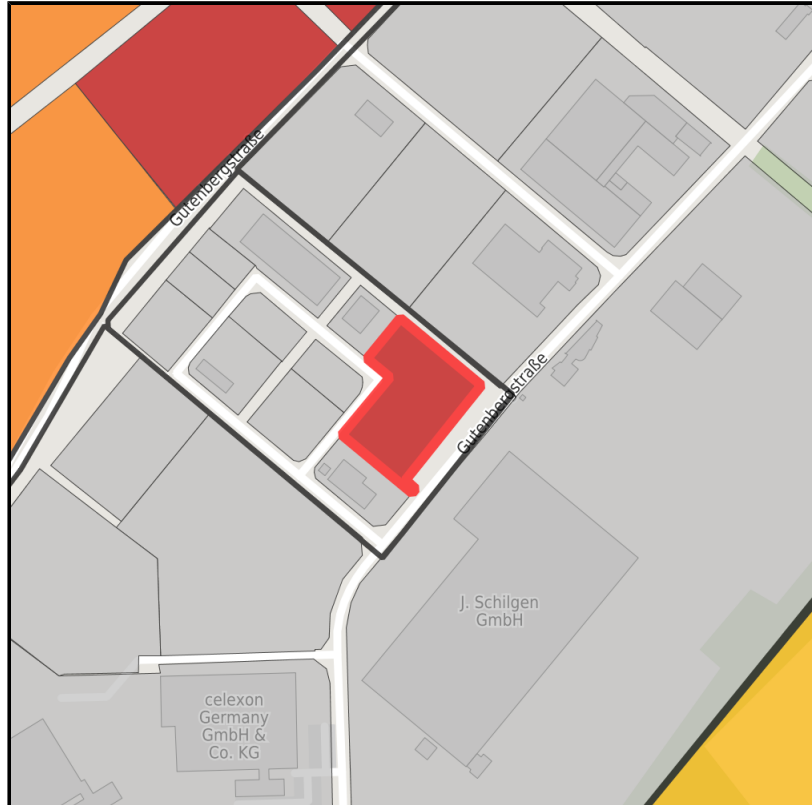 Gutenbergstraße
Gutenbergstraße
J. Schilgen
GmbH
celexon
Germany
GmbH &
Co. KG